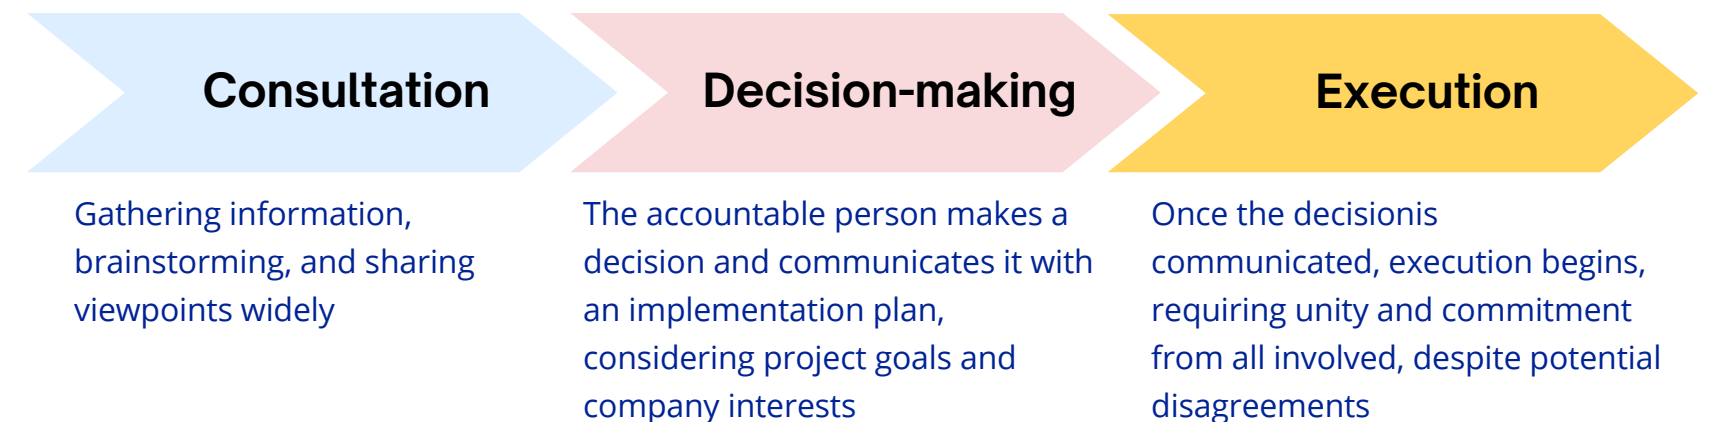 Consultation
Gathering information,
brainstorming, and sharing
viewpoints widely
Decision-making
The accountable person makes a
decision and communicates it with
an implementation plan,
considering project goals and
company interests
Execution
Once the decisionis
communicated, execution begins,
requiring unity and commitment
from all involved, despite potential
disagreements